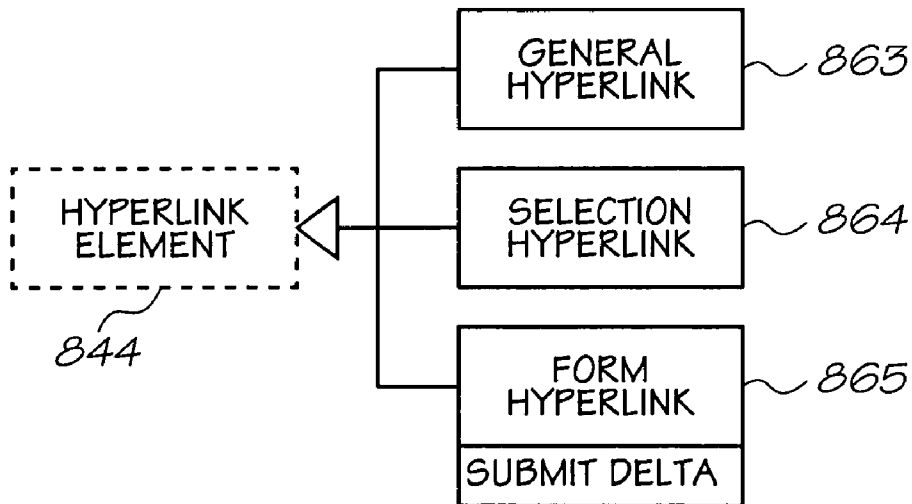 GENERAL
HYPERLINK
863
HYPERLINK
ELEMENT
844
SELECTION
HYPERLINK
864
FORM
HYPERLINK
865
SUBMIT DELTA